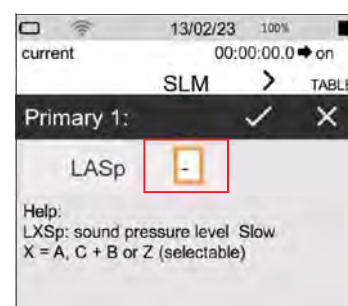 13/02/23 100%
current 00:00:00.0 on
SLM > TABLE
Primary 1:
LASp -
Help:
LXSp: sound pressure level Slow
X = A, C + B or Z (selectable)